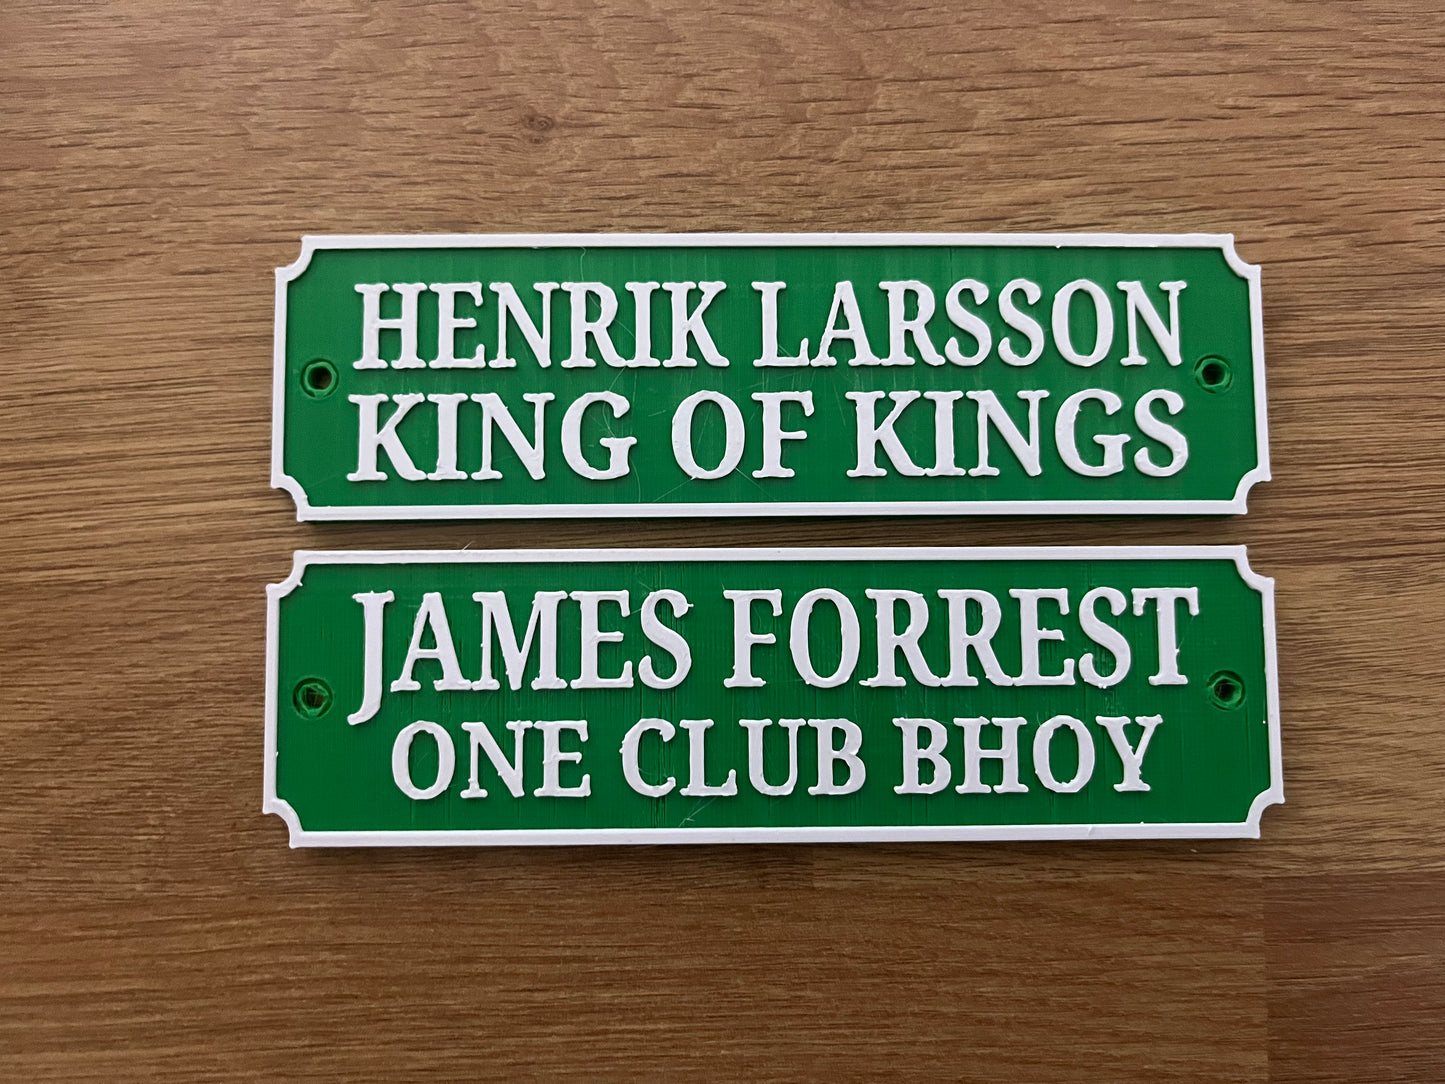 HENRIK LARSSON
KING OF KINGS
JAMES FORREST
ONE CLUB BHOY